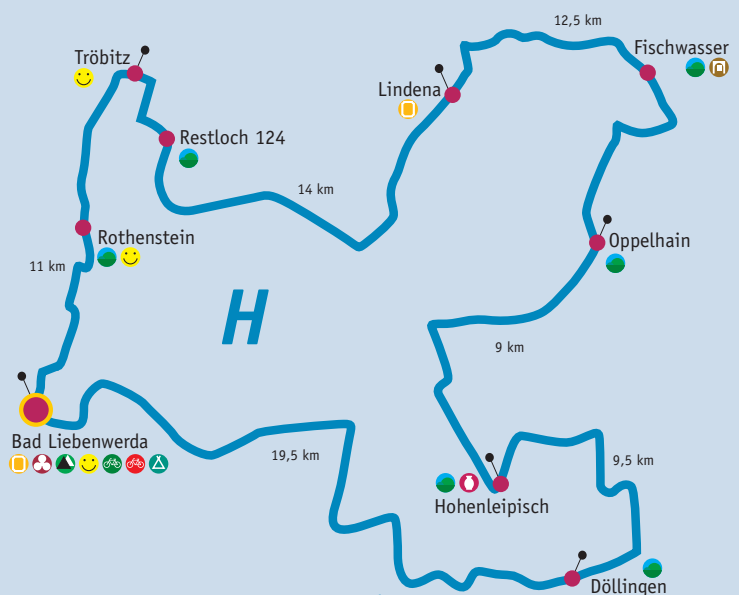 12,5 km
Fischwasser
Tröbitz
Lindena
Restloch 124
14 km
Rothenstein
Oppelhain
11 km
H
9 km
Bad Liebenwerda
19,5 km
9,5 km
Hohenleipisch
Döllingen